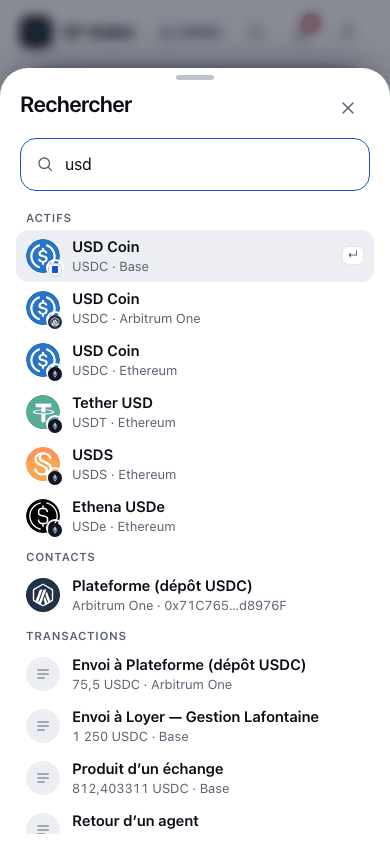 Rechercher
usd
ACTIFS
USD Coin
USDC · Base
USD Coin
USDC · Arbitrum One
USD Coin
USDC · Ethereum
Tether USD
USDT · Ethereum
USDS
USDS · Ethereum
Ethena USDe
USDe · Ethereum
CONTACTS
Plateforme (dépôt USDC)
Arbitrum One · 0x71C765…d8976F
TRANSACTIONS
Envoi à Plateforme (dépôt USDC)
75,5 USDC · Arbitrum One
Envoi à Loyer — Gestion Lafontaine
1 250 USDC · Base
Produit d’un échange
812,403311 USDC · Base
Retour d’un agent